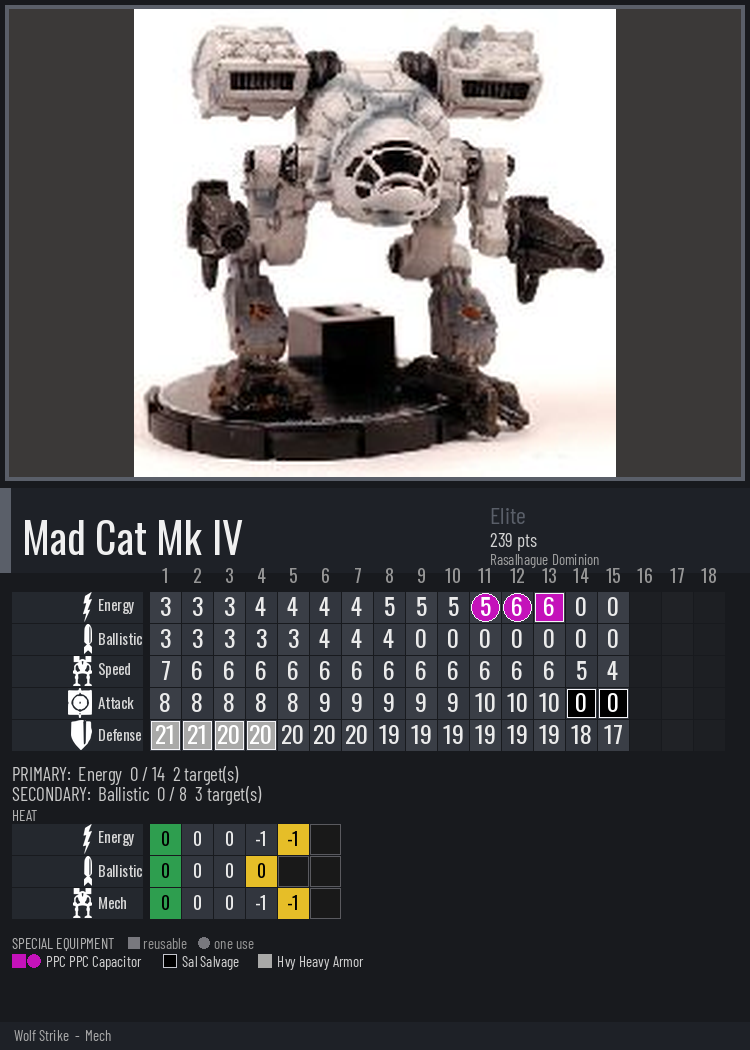 Mad Cat Mk IV
Elite
239 pts
Rasalhague Dominion
1 2 3 4 5 6 7 8 9 10 11 12 13 14 15 16 17 18
Energy 3 3 3 4 4 4 4 5 5 5 5 6 6 0 0
Ballistic 3 3 3 3 3 4 4 4 0 0 0 0 0 0 0
Speed 7 6 6 6 6 6 6 6 6 6 6 6 6 5 4
Attack 8 8 8 8 8 9 9 9 9 9 10 10 10 0 0
Defense 21 21 20 20 20 20 20 19 19 19 19 19 19 18 17
PRIMARY: Energy 0 / 14 2 target(s)
SECONDARY: Ballistic 0 / 8 3 target(s)
HEAT
Energy 0 0 0 -1 -1
Ballistic 0 0 0 0
Mech 0 0 0 -1 -1
SPECIAL EQUIPMENT reusable one use
PPC PPC Capacitor Sal Salvage Hvy Heavy Armor
Wolf Strike - Mech